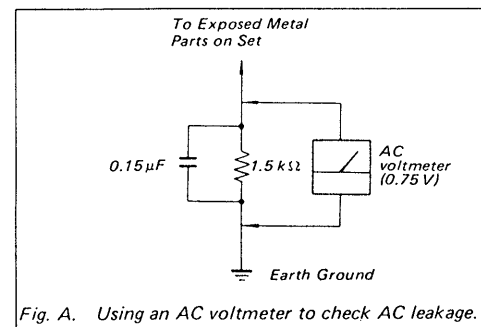 To Exposed Metal
Parts on Set
0.15μF
1.5 kΩ
AC
voltmeter
(0.75 V)
Earth Ground
Fig. A. Using an AC voltmeter to check AC leakage.